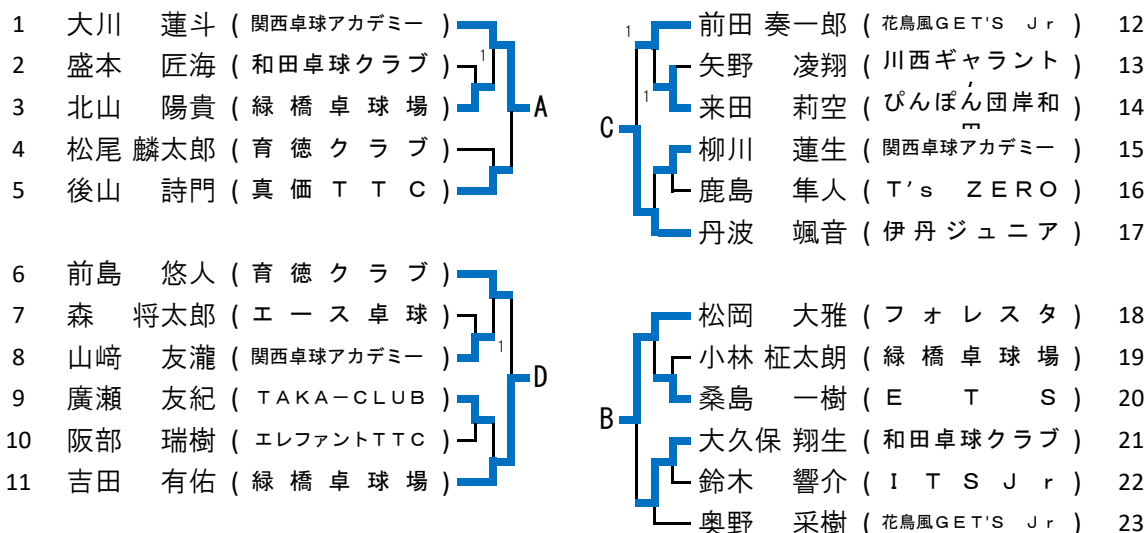 1 大川 蓮斗 ( 関西卓球アカデミー )
2 盛本 匠海 ( 和田卓球クラブ )
1
3 北山 陽貴 ( 緑橋卓球場 )
A
4 松尾 麟太郎 ( 育徳クラブ )
5 後山 詩門 ( 真価TTC )
6 前島 悠人 ( 育徳クラブ )
7 森 将太郎 ( エース卓球 )
8 山﨑 友瀧 ( 関西卓球アカデミー )
1
D
9 廣瀬 友紀 ( TAKA-CLUB )
10 阪部 瑞樹 ( エレファントTTC )
11 吉田 有佑 ( 緑橋卓球場 )
1
前田 奏一郎 ( 花鳥風GET'S Jr ) 12
矢野 凌翔 ( 川西ギャラント ) 13
1
来田 莉空 ( ぴんぽん団岸和 ) 14
C
柳川 蓮生 ( 関西卓球アカデミー ) 15
鹿島 隼人 ( T's ZERO ) 16
丹波 颯音 ( 伊丹ジュニア ) 17
松岡 大雅 ( フォレスタ ) 18
小林 柾太朗 ( 緑橋卓球場 ) 19
桑島 一樹 ( ETS ) 20
B
大久保 翔生 ( 和田卓球クラブ ) 21
鈴木 響介 ( ITSJr ) 22
奥野 采樹 ( 花鳥風GET'S Jr ) 23